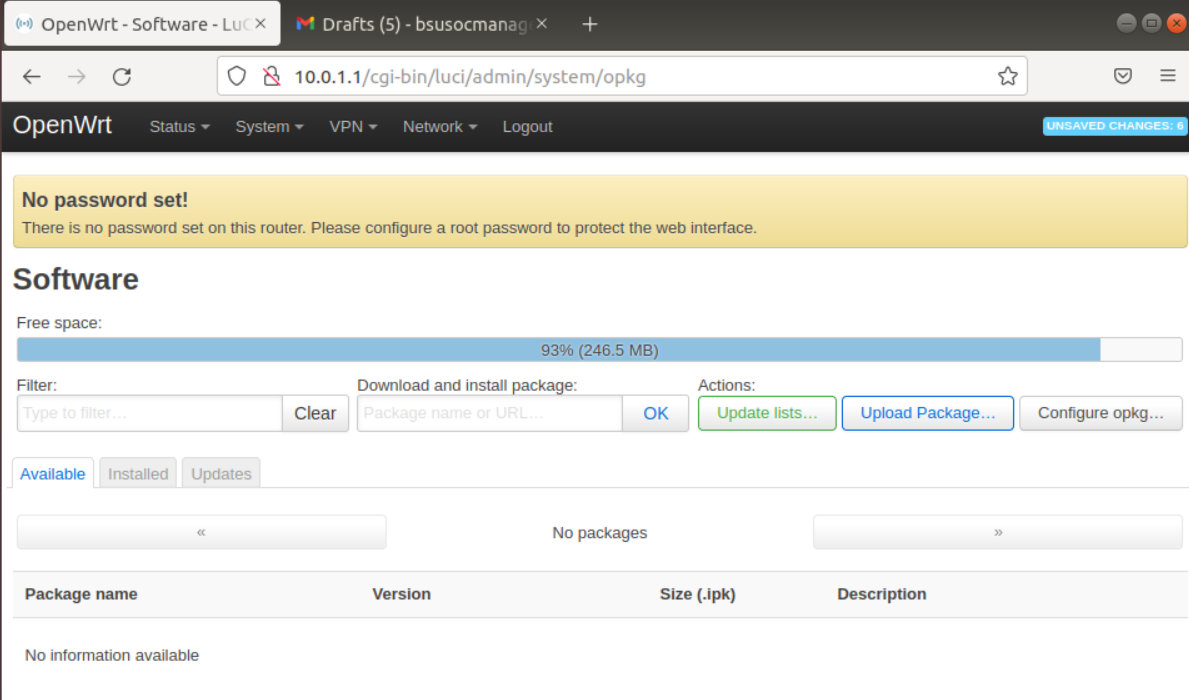 OpenWrt - Software - LuC
Drafts (5) - bsusocmanag
10.0.1.1/cgi-bin/luci/admin/system/opkg
OpenWrt Status System VPN Network Logout UNSAVED CHANGES: 6
No password set!
There is no password set on this router. Please configure a root password to protect the web interface.
Software
Free space:
93% (246.5 MB)
Filter: Download and install package: Actions:
Type to filter… Clear Package name or URL… OK Update lists… Upload Package… Configure opkg…
Available Installed Updates
« No packages »
Package name Version Size (.ipk) Description
No information available